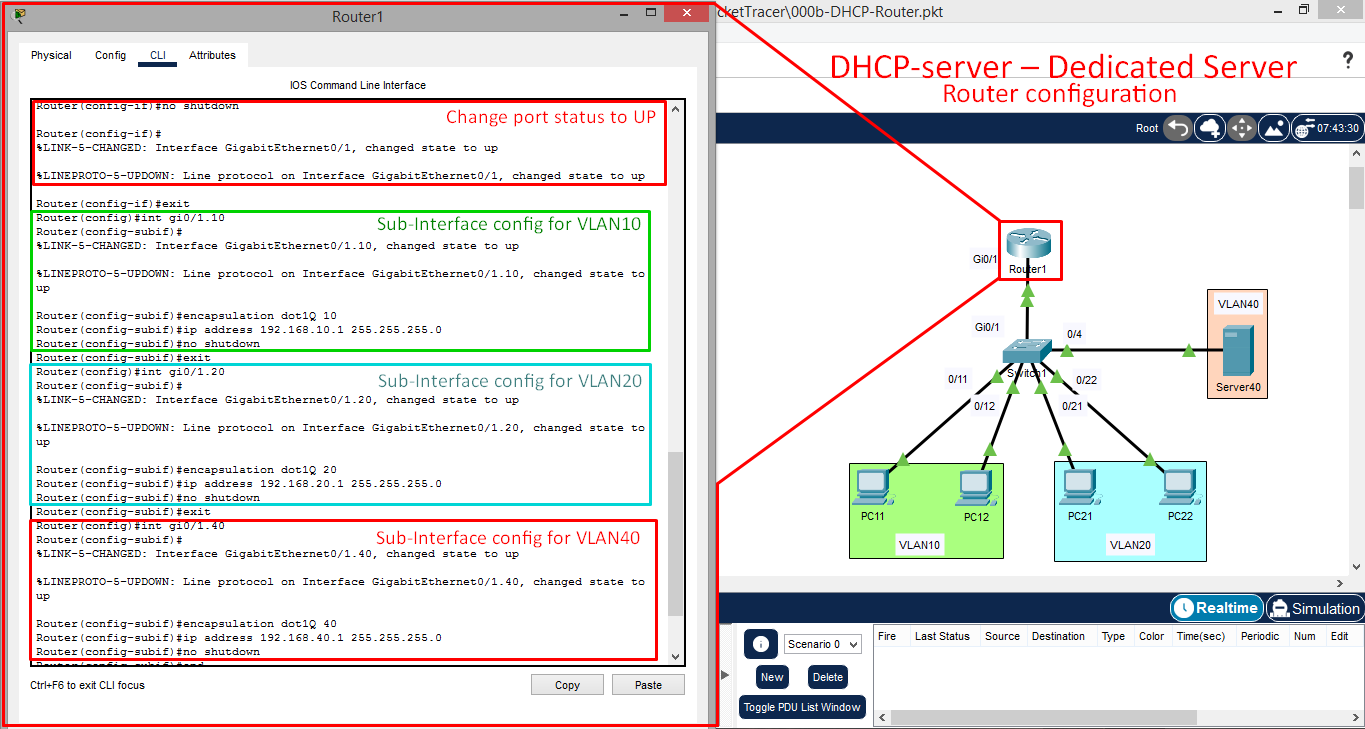 Router1
cketTracer\000b-DHCP-Router.pkt
Physical
Config
CLI
Attributes
IOS Command Line Interface
Router(config-if)#no shutdown
Change port status to UP
Router(config-if)#
%LINK-5-CHANGED: Interface GigabitEthernet0/1, changed state to up
%LINEPROTO-5-UPDOWN: Line protocol on Interface GigabitEthernet0/1, changed state to up
Router(config-if)#exit
Router(config)#int gi0/1.10
Sub-Interface config for VLAN10
Router(config-subif)#
%LINK-5-CHANGED: Interface GigabitEthernet0/1.10, changed state to up
%LINEPROTO-5-UPDOWN: Line protocol on Interface GigabitEthernet0/1.10, changed state to
up
Router(config-subif)#encapsulation dot1Q 10
Router(config-subif)#ip address 192.168.10.1 255.255.255.0
Router(config-subif)#no shutdown
Router(config-subif)#exit
Router(config)#int gi0/1.20
Sub-Interface config for VLAN20
Router(config-subif)#
%LINK-5-CHANGED: Interface GigabitEthernet0/1.20, changed state to up
%LINEPROTO-5-UPDOWN: Line protocol on Interface GigabitEthernet0/1.20, changed state to
up
Router(config-subif)#encapsulation dot1Q 20
Router(config-subif)#ip address 192.168.20.1 255.255.255.0
Router(config-subif)#no shutdown
Router(config-subif)#exit
Router(config)#int gi0/1.40
Sub-Interface config for VLAN40
Router(config-subif)#
%LINK-5-CHANGED: Interface GigabitEthernet0/1.40, changed state to up
%LINEPROTO-5-UPDOWN: Line protocol on Interface GigabitEthernet0/1.40, changed state to
up
Router(config-subif)#encapsulation dot1Q 40
Router(config-subif)#ip address 192.168.40.1 255.255.255.0
Router(config-subif)#no shutdown
Router(config-subif)#end
Ctrl+F6 to exit CLI focus
Copy
Paste
DHCP-server – Dedicated Server
Router configuration
?
Root
07:43:30
Gi0/1
Router1
Gi0/1
Switch1
0/4
VLAN40
Server40
0/11
0/22
0/12
0/21
PC11
PC12
VLAN10
PC21
PC22
VLAN20
Realtime
Simulation
Scenario 0
New
Delete
Toggle PDU List Window
Fire
Last Status
Source
Destination
Type
Color
Time(sec)
Periodic
Num
Edit